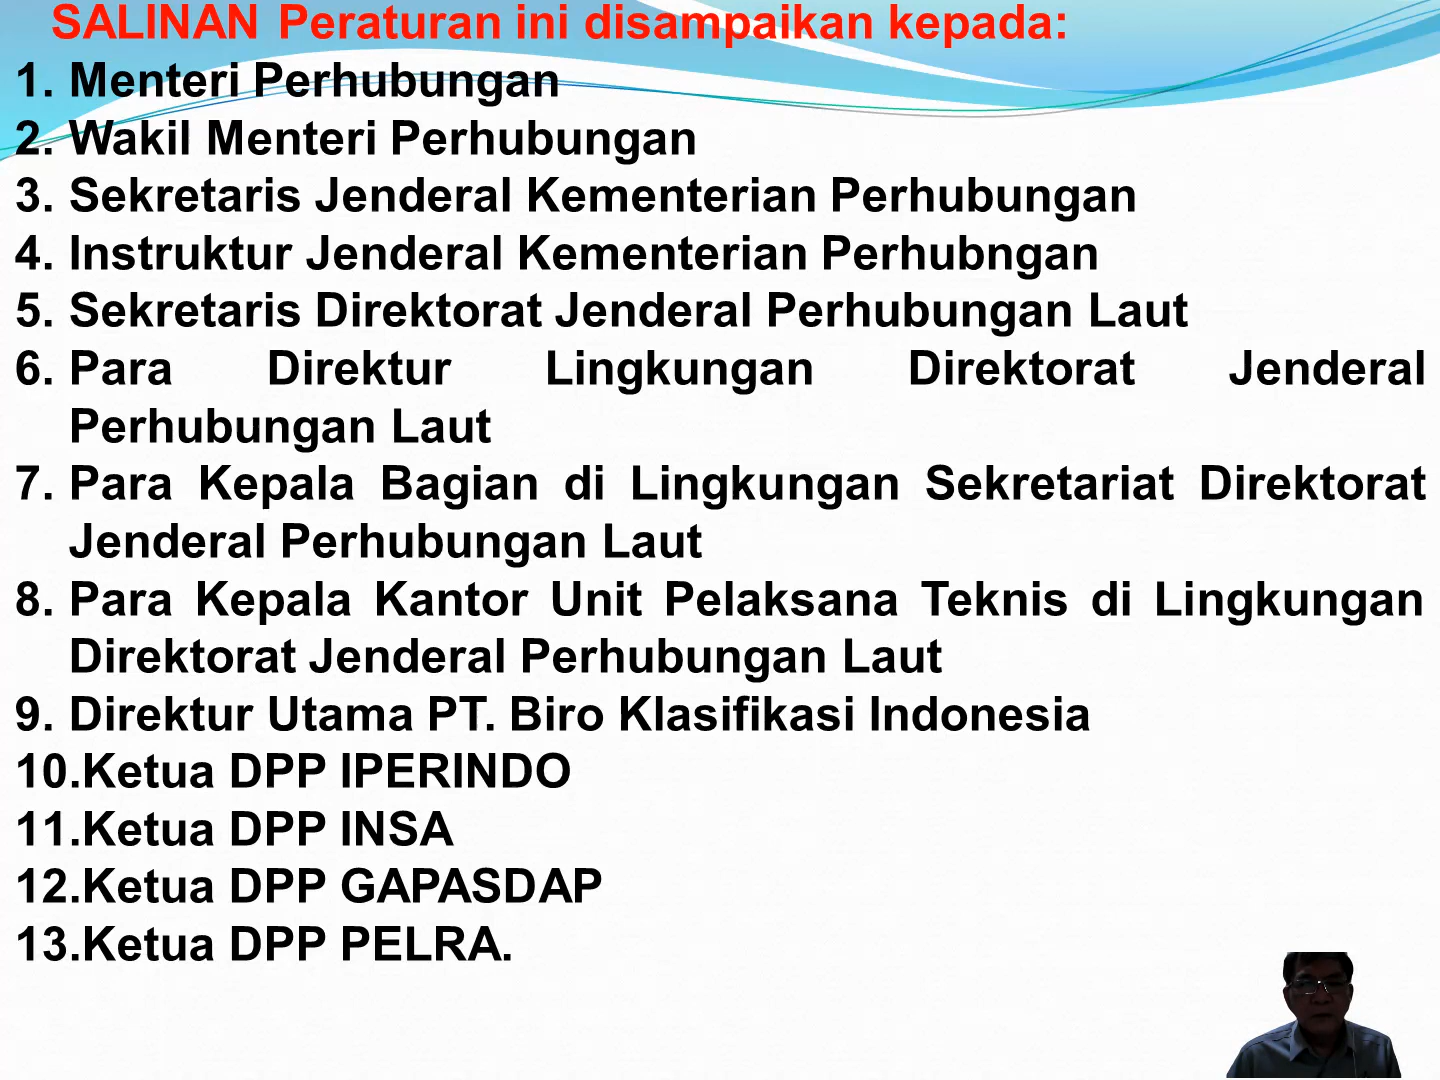 SALINAN Peraturan ini disampaikan kepada:
1. Menteri Perhubungan
2. Wakil Menteri Perhubungan
3. Sekretaris Jenderal Kementerian Perhubungan
4. Instruktur Jenderal Kementerian Perhubngan
5. Sekretaris Direktorat Jenderal Perhubungan Laut
6. Para Direktur Lingkungan Direktorat Jenderal
Perhubungan Laut
7. Para Kepala Bagian di Lingkungan Sekretariat Direktorat
Jenderal Perhubungan Laut
8. Para Kepala Kantor Unit Pelaksana Teknis di Lingkungan
Direktorat Jenderal Perhubungan Laut
9. Direktur Utama PT. Biro Klasifikasi Indonesia
10.Ketua DPP IPERINDO
11.Ketua DPP INSA
12.Ketua DPP GAPASDAP
13.Ketua DPP PELRA.